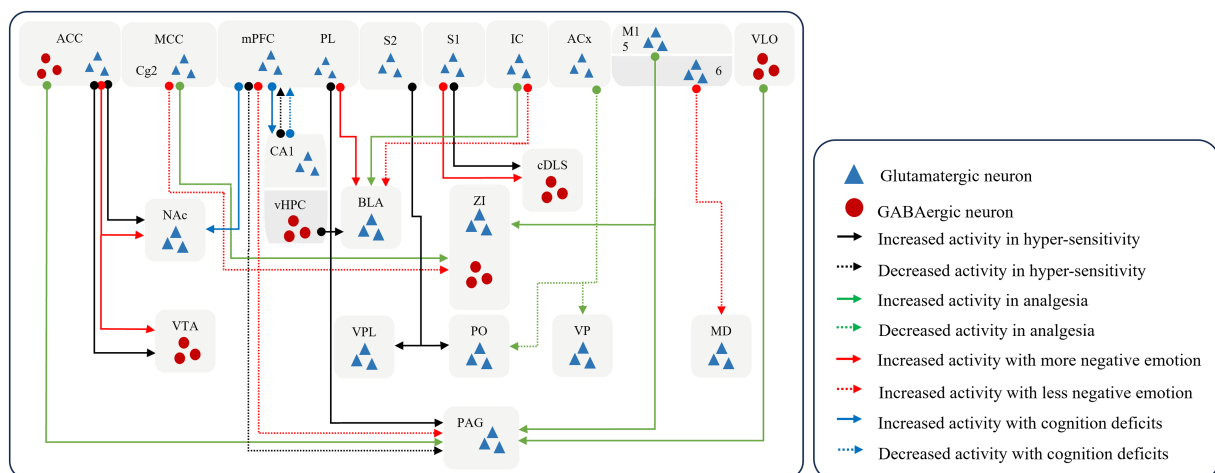 ACC MCC mPFC PL S2 S1 IC ACx M1 VLO
5
Cg2 6
CA1
cDLS
vHPC BLA ZI
NAc
VTA VPL PO VP MD
PAG
Glutamatergic neuron
GABAergic neuron
Increased activity in hyper-sensitivity
Decreased activity in hyper-sensitivity
Increased activity in analgesia
Decreased activity in analgesia
Increased activity with more negative emotion
Increased activity with less negative emotion
Increased activity with cognition deficits
Decreased activity with cognition deficits